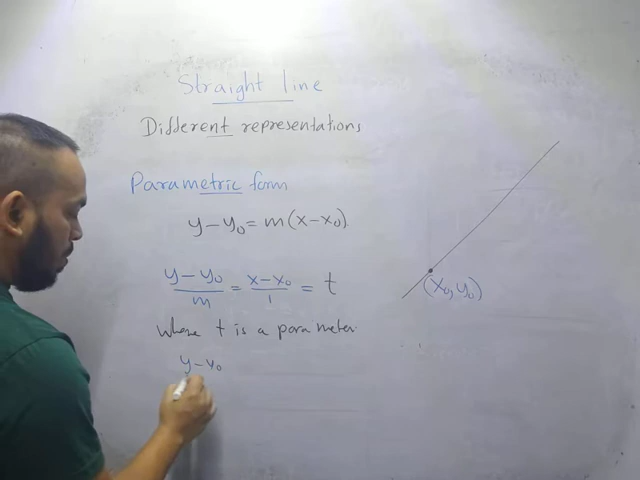 Straight line
Different representations
Parametric form
y-y₀ = m(x-x₀).
(y-y₀)/m = (x-x₀)/1 = t
(x₀, y₀)
where t is a parameter
y-y₀